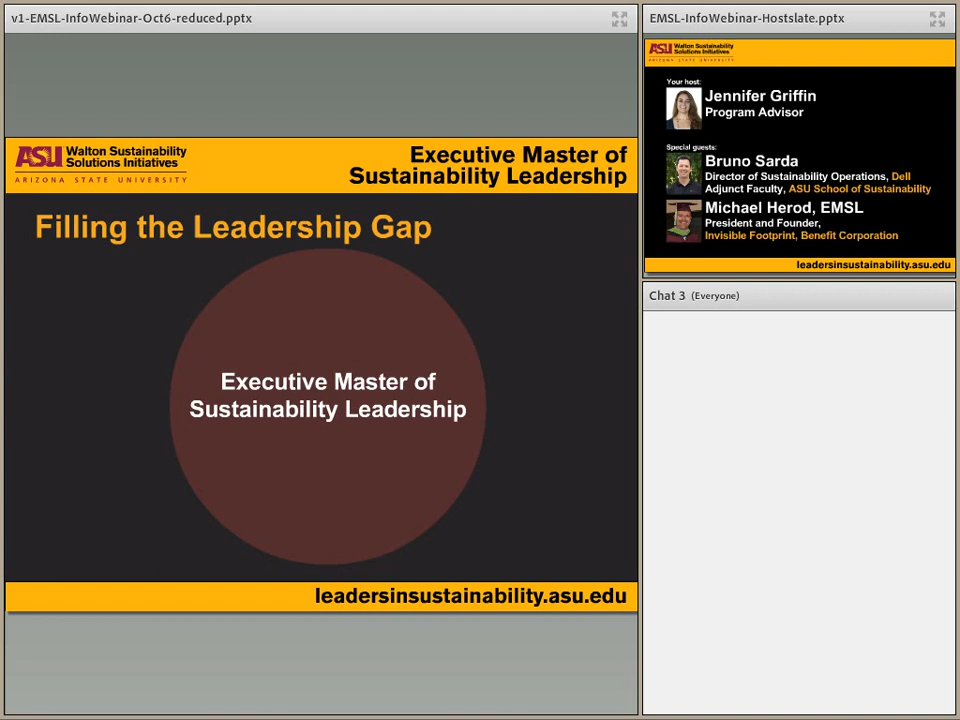 v1-EMSL-InfoWebinar-Oct6-reduced.pptx
ASU Walton Sustainability
Solutions Initiatives
ARIZONA STATE UNIVERSITY
Executive Master of
Sustainability Leadership
Filling the Leadership Gap
Executive Master of
Sustainability Leadership
leadersinsustainability.asu.edu
EMSL-InfoWebinar-Hostslate.pptx
ASU Walton Sustainability
Solutions Initiatives
ARIZONA STATE UNIVERSITY
Your host:
Jennifer Griffin
Program Advisor
Special guests:
Bruno Sarda
Director of Sustainability Operations, Dell
Adjunct Faculty, ASU School of Sustainability
Michael Herod, EMSL
President and Founder,
Invisible Footprint, Benefit Corporation
leadersinsustainability.asu.edu
Chat 3 (Everyone)